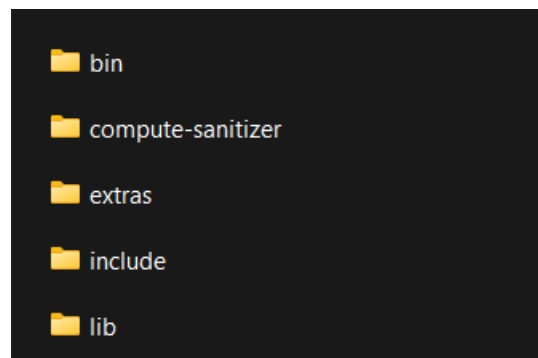 bin
compute-sanitizer
extras
include
lib